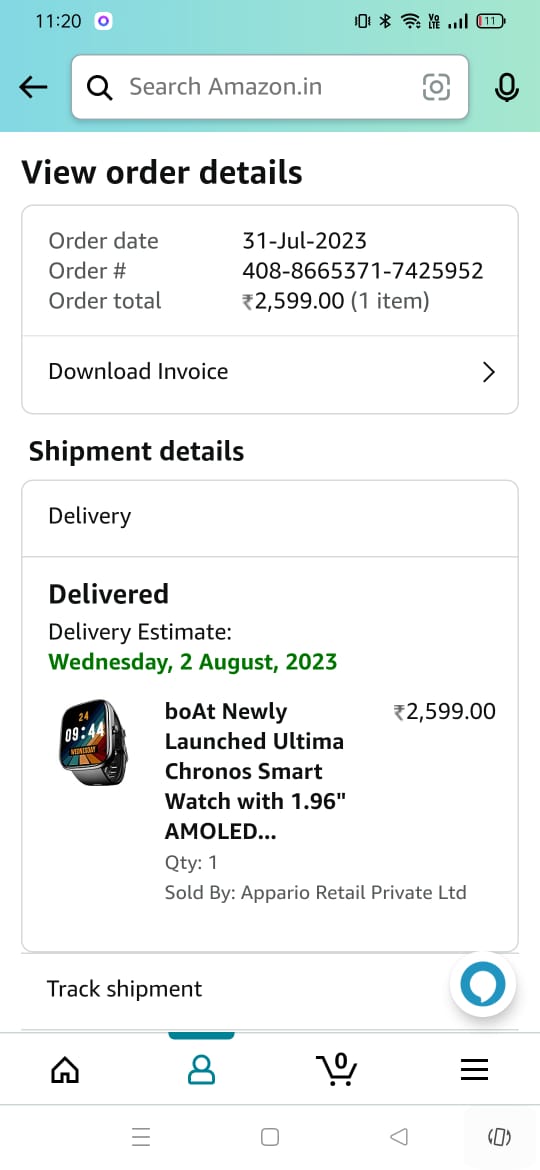 11:20
Vo
LTE
11
Search Amazon.in
View order details
Order date 31-Jul-2023
Order # 408-8665371-7425952
Order total ₹2,599.00 (1 item)
Download Invoice
Shipment details
Delivery
Delivered
Delivery Estimate:
Wednesday, 2 August, 2023
24
09:44
WEDNESDAY
boAt Newly ₹2,599.00
Launched Ultima
Chronos Smart
Watch with 1.96"
AMOLED...
Qty: 1
Sold By: Appario Retail Private Ltd
Track shipment
0